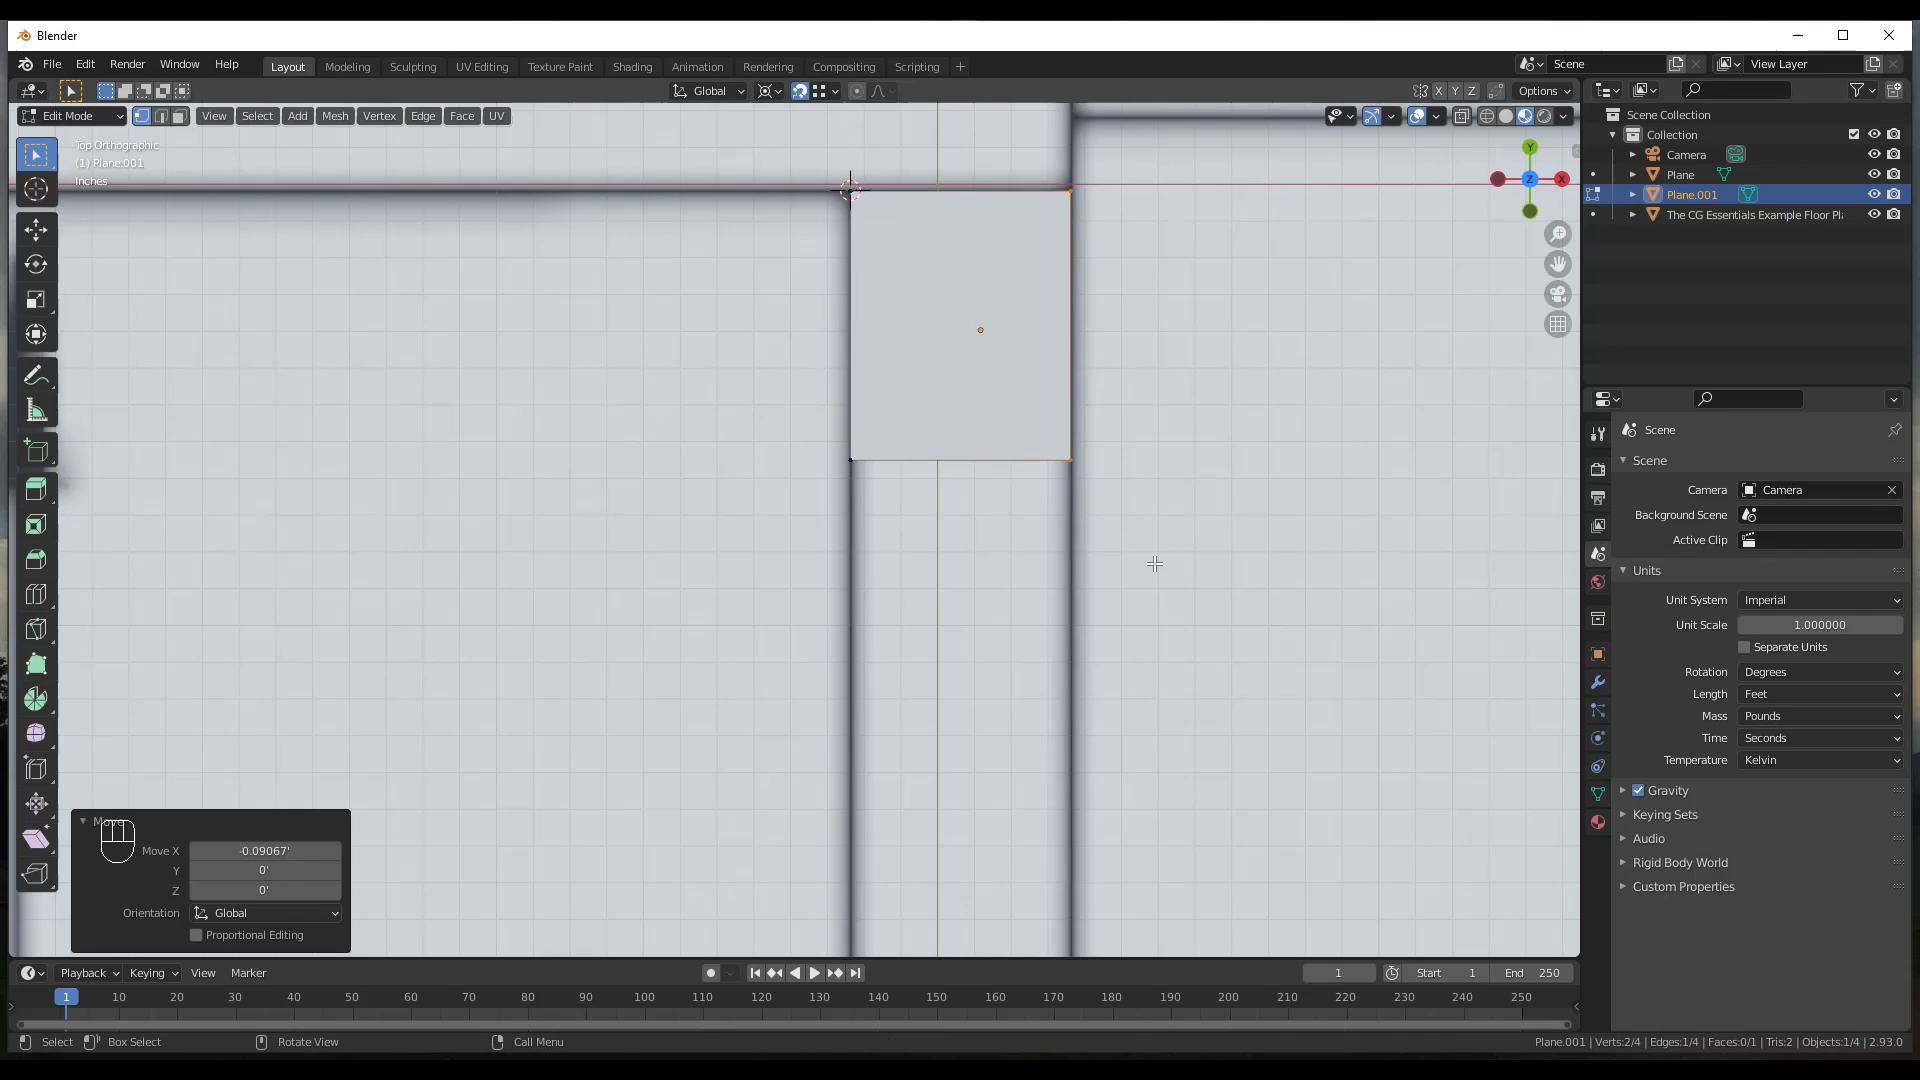 Blender
File Edit Render Window Help
Layout Modeling Sculpting UV Editing Texture Paint Shading Animation Rendering Compositing Scripting
Scene
View Layer
Global
X Y Z
Options
Edit Mode
View Select Add Mesh Vertex Edge Face UV
Top Orthographic
(1) Plane.001
Inches
Y
Z
X
Scene Collection
Collection
Camera
Plane
Plane.001
The CG Essentials Example Floor Pl
Scene
Scene
Camera
Camera
Background Scene
Active Clip
Units
Unit System Imperial
Unit Scale 1.000000
Separate Units
Rotation Degrees
Length Feet
Mass Pounds
Time Seconds
Temperature Kelvin
Gravity
Keying Sets
Audio
Rigid Body World
Custom Properties
Move X -0.09067'
Y 0'
Z 0'
Orientation Global
Proportional Editing
Playback Keying View Marker
1
Start 1
End 250
1 10 20 30 40 50 60 70 80 90 100 110 120 130 140 150 160 170 180 190 200 210 220 230 240 250
Select Box Select Rotate View Call Menu
Plane.001 | Verts:2/4 | Edges:1/4 | Faces:0/1 | Tris:2 | Objects:1/4 | 2.93.0